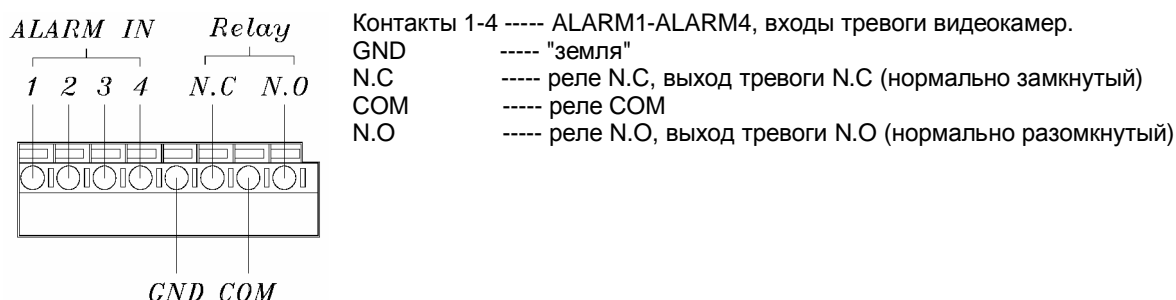 ALARM IN Relay
1 2 3 4 N.C N.O
GND COM
Контакты 1-4 ----- ALARM1-ALARM4, входы тревоги видеокамер.
GND ----- "земля"
N.C ----- реле N.C, выход тревоги N.C (нормально замкнутый)
COM ----- реле COM
N.O ----- реле N.O, выход тревоги N.O (нормально разомкнутый)